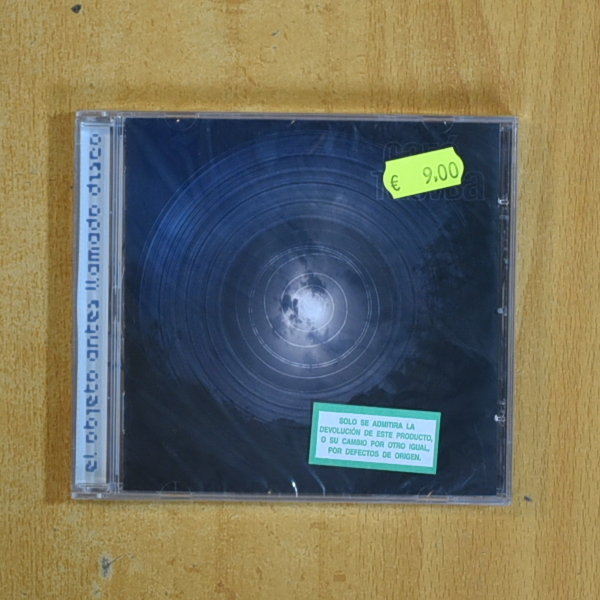 el objeto antes llamado disco
€ 9.00
SOLO SE ADMITIRA LA
DEVOLUCIÓN DE ESTE PRODUCTO,
O SU CAMBIO POR OTRO IGUAL,
POR DEFECTOS DE ORIGEN.